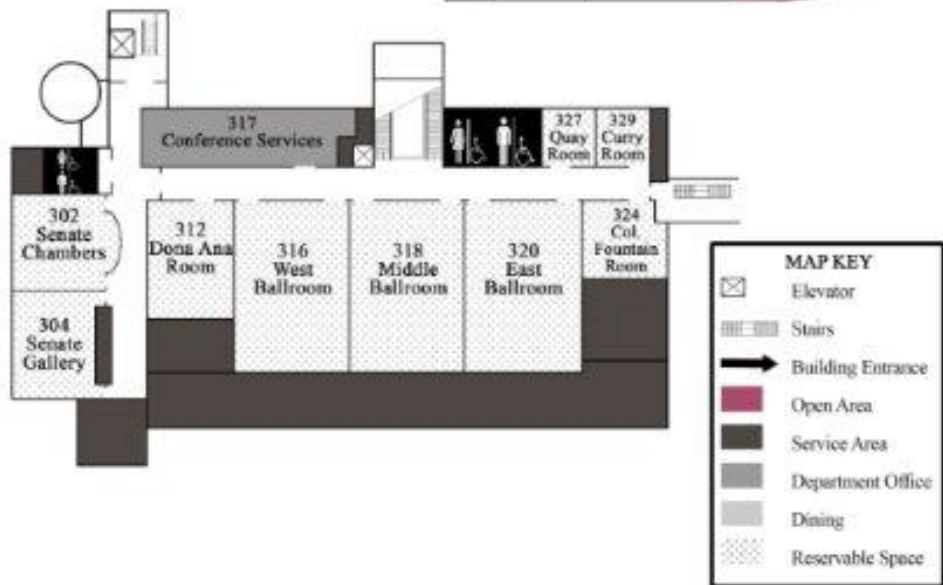 317
Conference Services
327
Quay
Room
329
Curry
Room
302
Senate
Chambers
312
Dona Ana
Room
316
West
Ballroom
318
Middle
Ballroom
320
East
Ballroom
324
Col.
Fountain
Room
304
Senate
Gallery
MAP KEY
Elevator
Stairs
Building Entrance
Open Area
Service Area
Department Office
Dining
Reservable Space